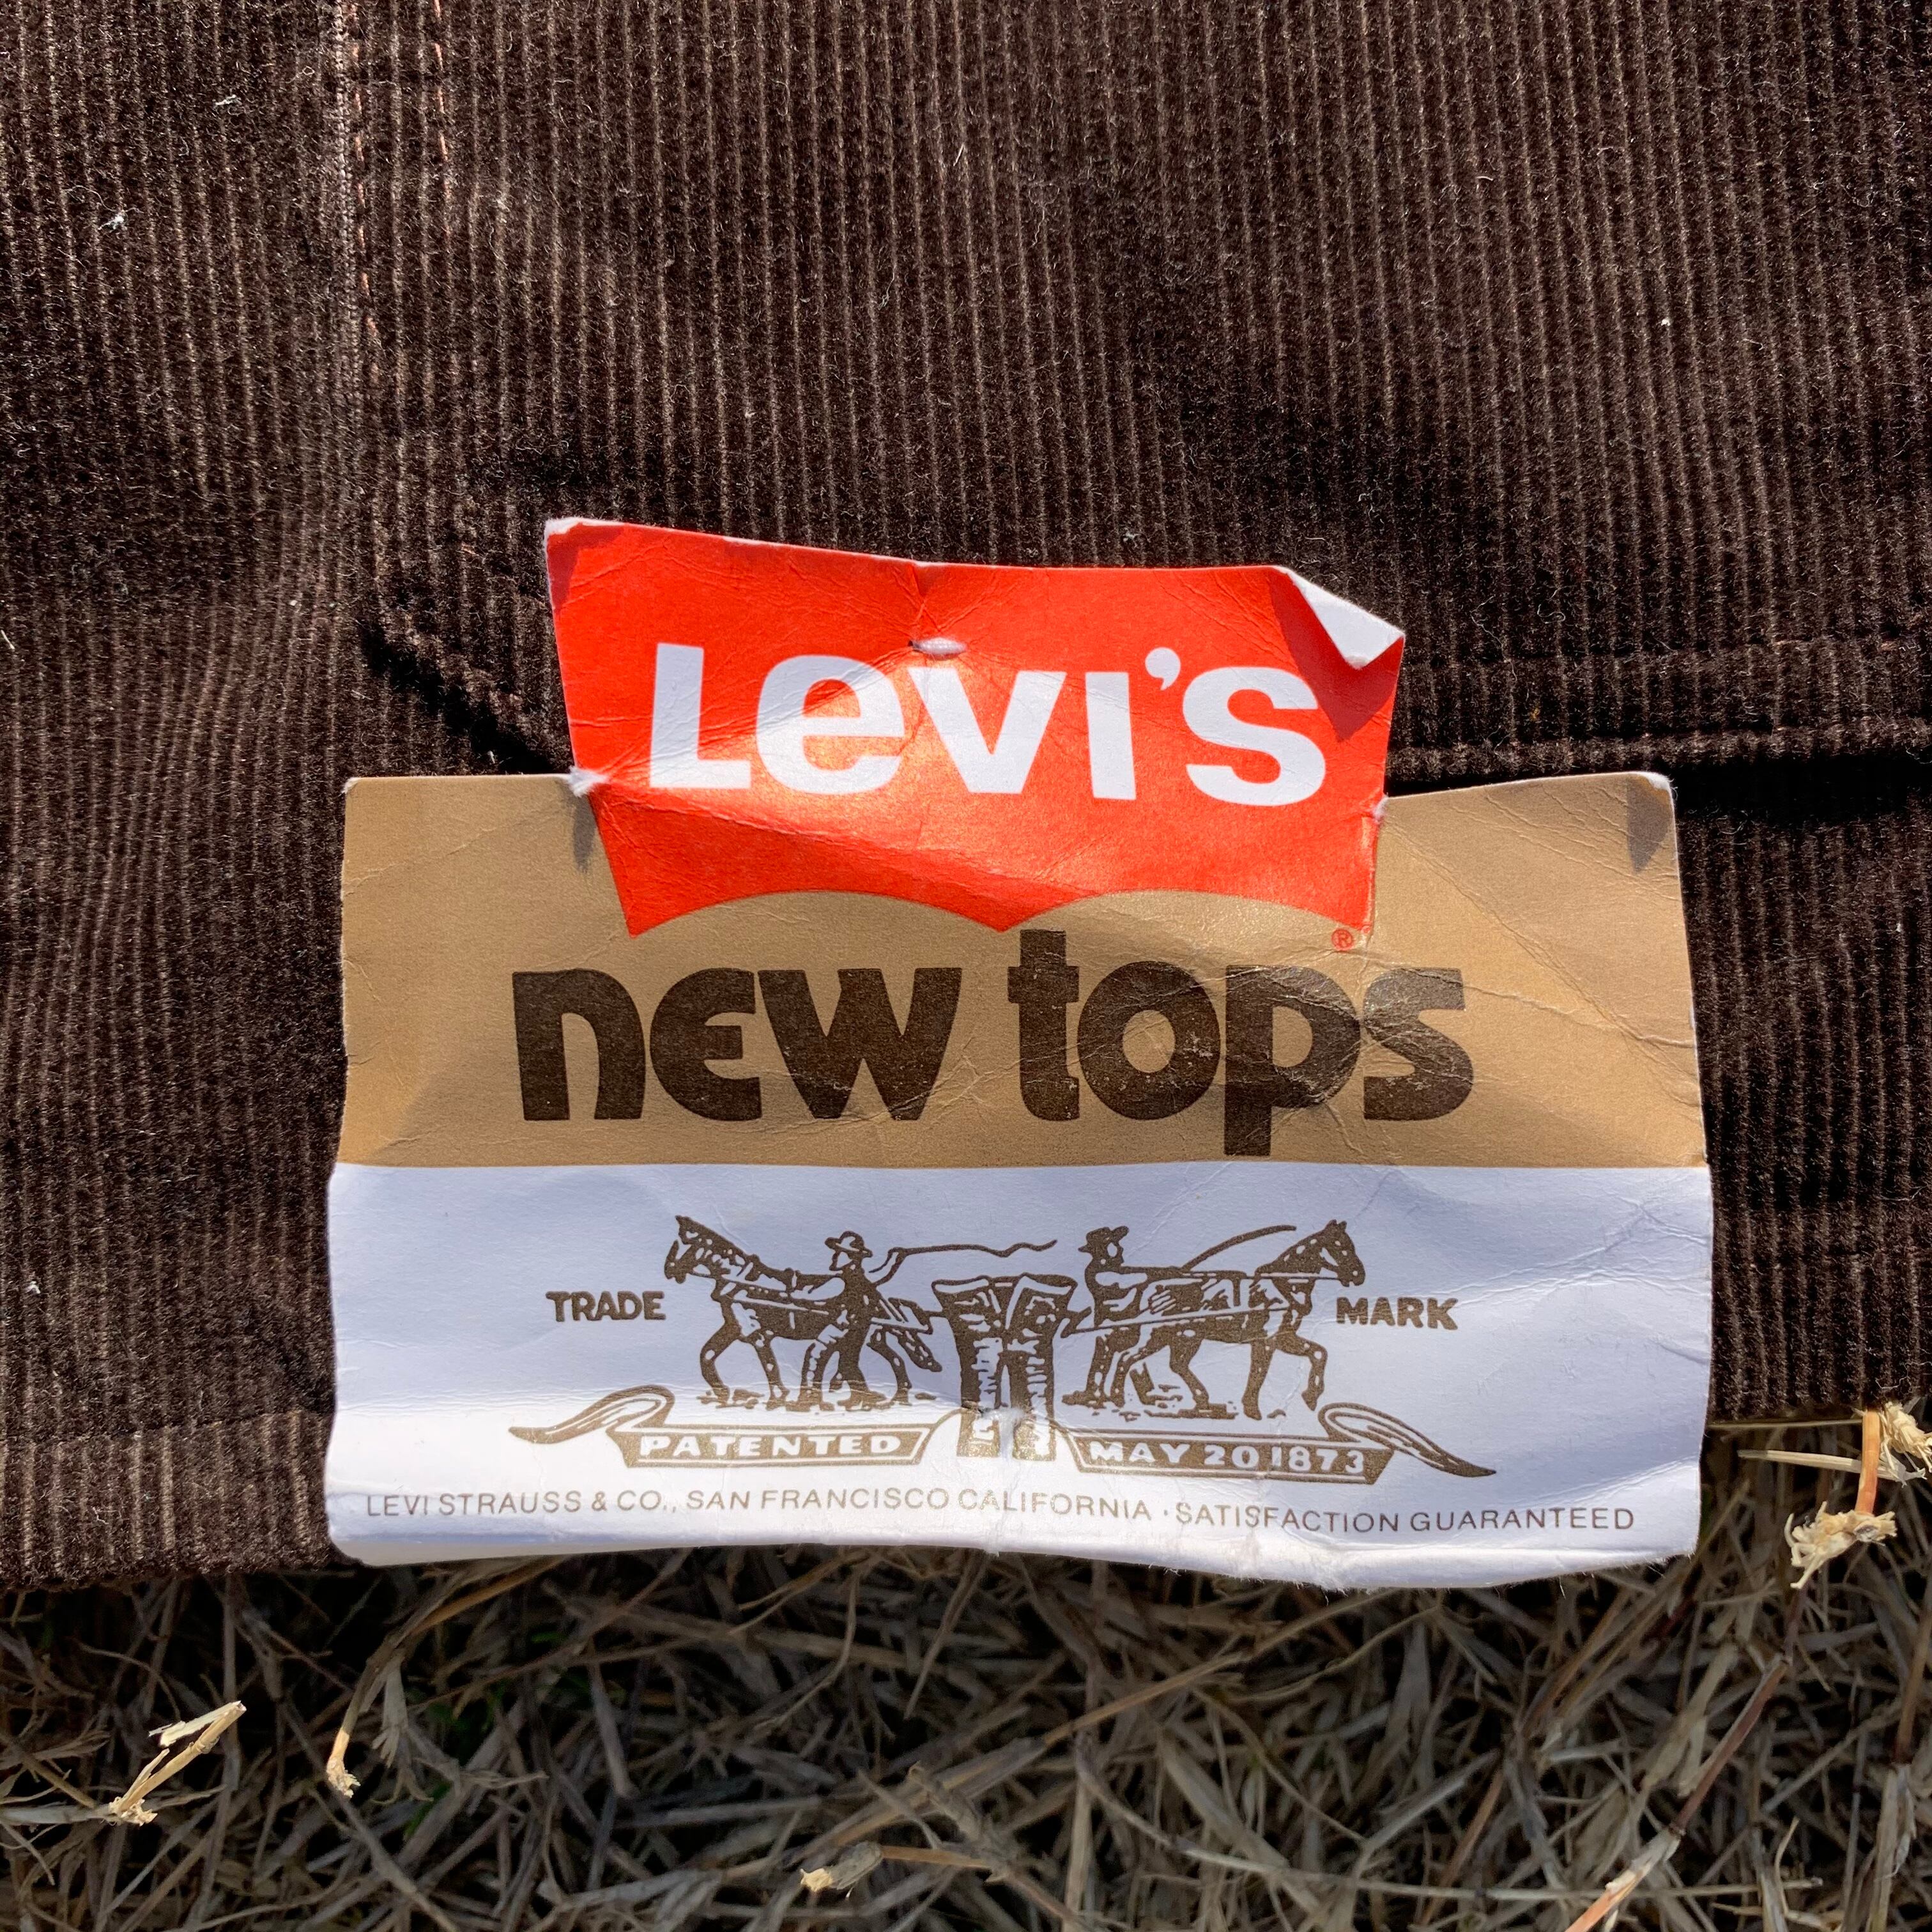 Levi's
®
new tops
TRADE MARK
PATENTED MAY 20 1873
LEVI STRAUSS & CO., SAN FRANCISCO CALIFORNIA · SATISFACTION GUARANTEED